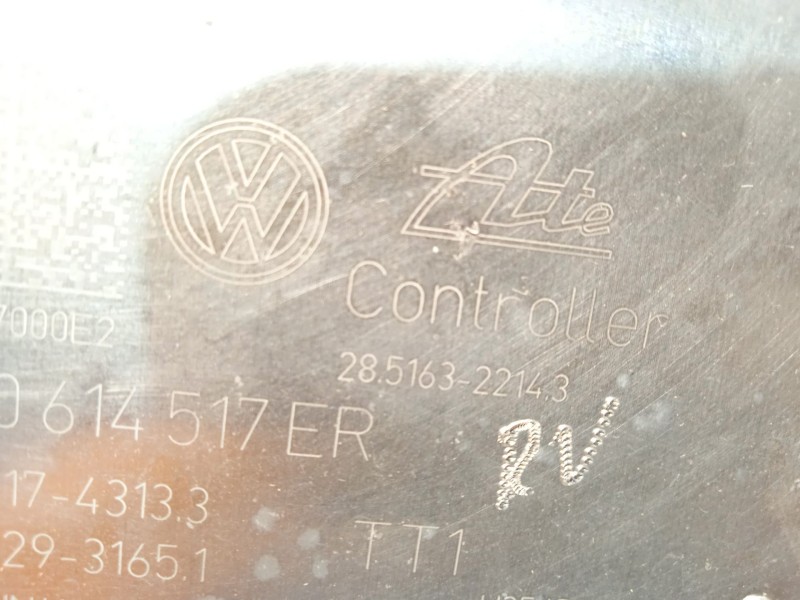 Ate
Controller
7000E2
28.5163-2214.3
0 614 517 ER
RV
17-4313.3
29-3165.1
TT1